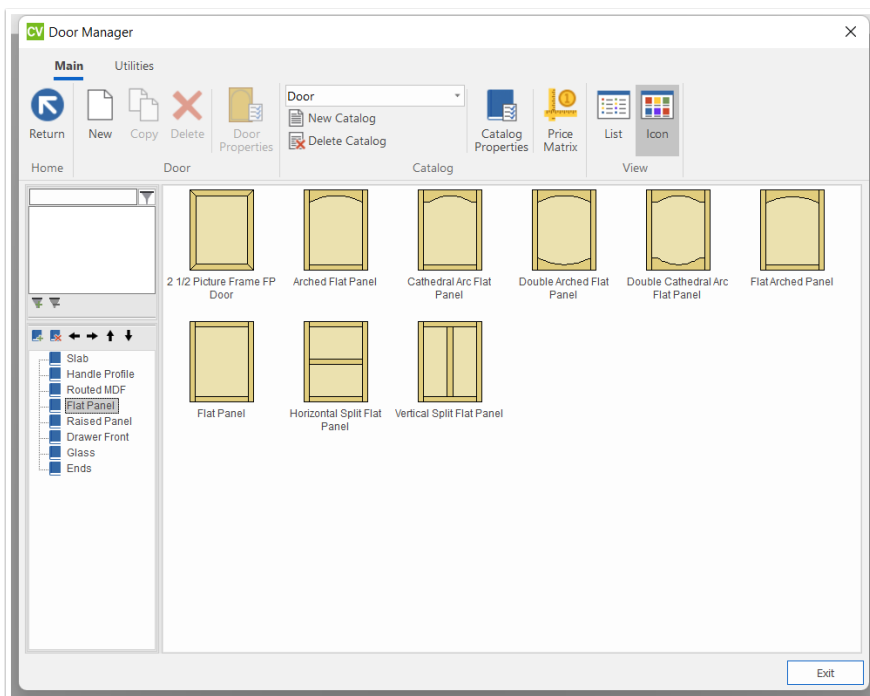 CV Door Manager
Main Utilities
Return
New
Copy
Delete
Door
Properties
Door
New Catalog
Delete Catalog
Catalog
Properties
Price
Matrix
List
Icon
Home
Door
Catalog
View
2 1/2 Picture Frame FP
Door
Arched Flat Panel
Cathedral Arc Flat
Panel
Double Arched Flat
Panel
Double Cathedral Arc
Flat Panel
Flat Arched Panel
Flat Panel
Horizontal Split Flat
Panel
Vertical Split Flat Panel
Slab
Handle Profile
Routed MDF
Flat Panel
Raised Panel
Drawer Front
Glass
Ends
Exit